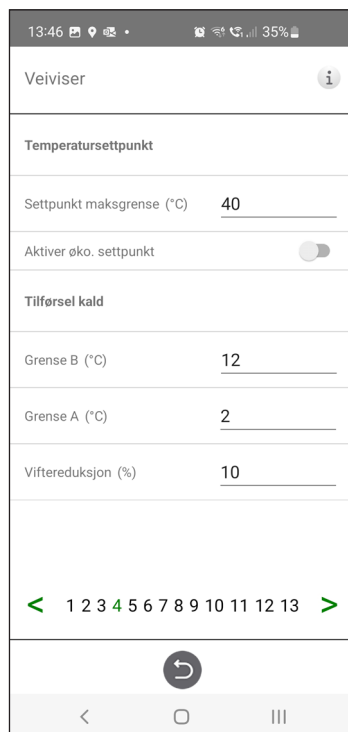 13:46 35%
Veiviser i
Temperatursettpunkt
Settpunkt maksgrense (°C) 40
Aktiver øko. settpunkt
Tilførsel kald
Grense B (°C) 12
Grense A (°C) 2
Viftereduksjon (%) 10
< 1 2 3 4 5 6 7 8 9 10 11 12 13 >